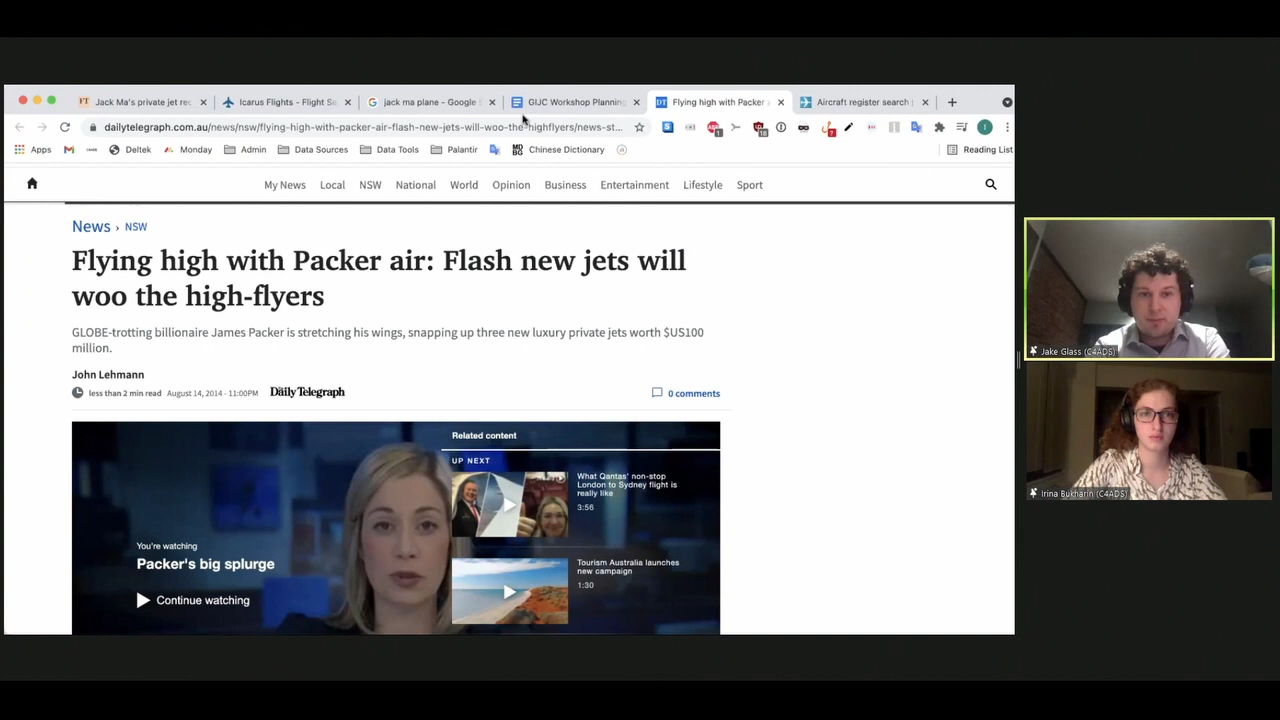 Jack Ma's private jet rec
Icarus Flights - Flight Se
jack ma plane - Google S
GIJC Workshop Planning
Flying high with Packer a
Aircraft register search |
dailytelegraph.com.au/news/nsw/flying-high-with-packer-air-flash-new-jets-will-woo-the-highflyers/news-st...
Apps
Deltek
Monday
Admin
Data Sources
Data Tools
Palantir
MDBG Chinese Dictionary
Reading List
My News
Local
NSW
National
World
Opinion
Business
Entertainment
Lifestyle
Sport
News › NSW
Flying high with Packer air: Flash new jets will
woo the high-flyers
GLOBE-trotting billionaire James Packer is stretching his wings, snapping up three new luxury private jets worth $US100
million.
John Lehmann
less than 2 min read August 14, 2014 - 11:00PM The Daily Telegraph
0 comments
Related content
UP NEXT
What Qantas' non-stop
London to Sydney flight is
really like
3:56
You're watching
Packer's big splurge
Continue watching
Tourism Australia launches
new campaign
1:30
Jake Glass (C4ADS)
Irina Bukharin (C4ADS)